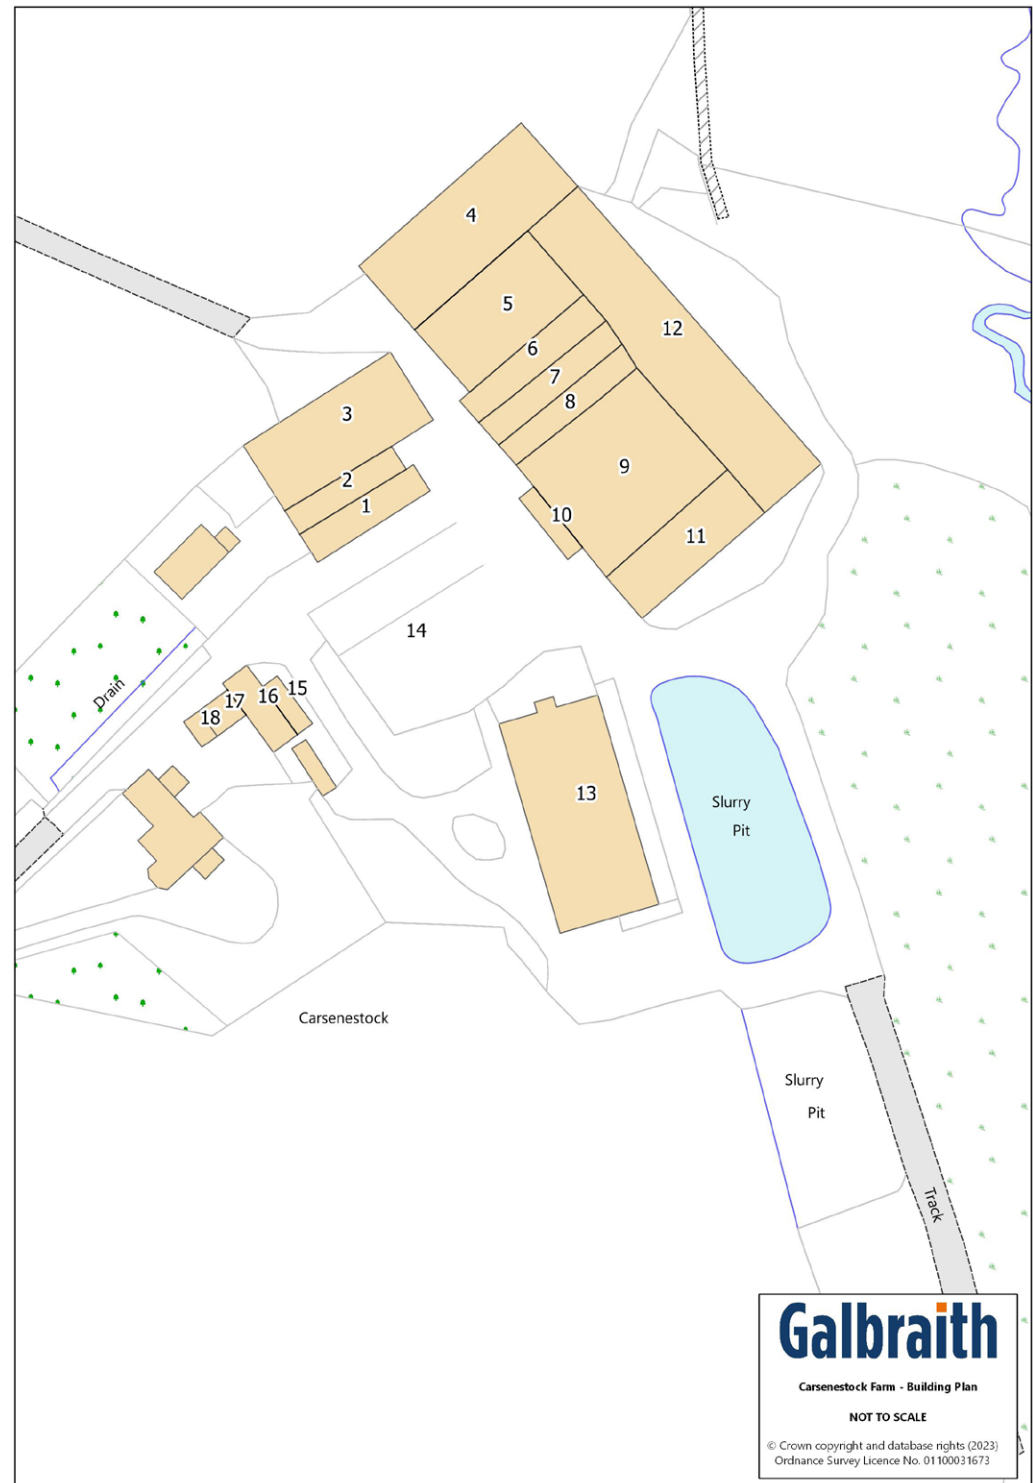 4
5
12
6
7
3
8
9
2
1
10
11
14
Drain
15
16
17
18
13
Slurry
Pit
Carsenestock
Slurry
Pit
Track
Galbraith
Carsenestock Farm - Building Plan
NOT TO SCALE
© Crown copyright and database rights (2023)
Ordnance Survey Licence No. 01100031673